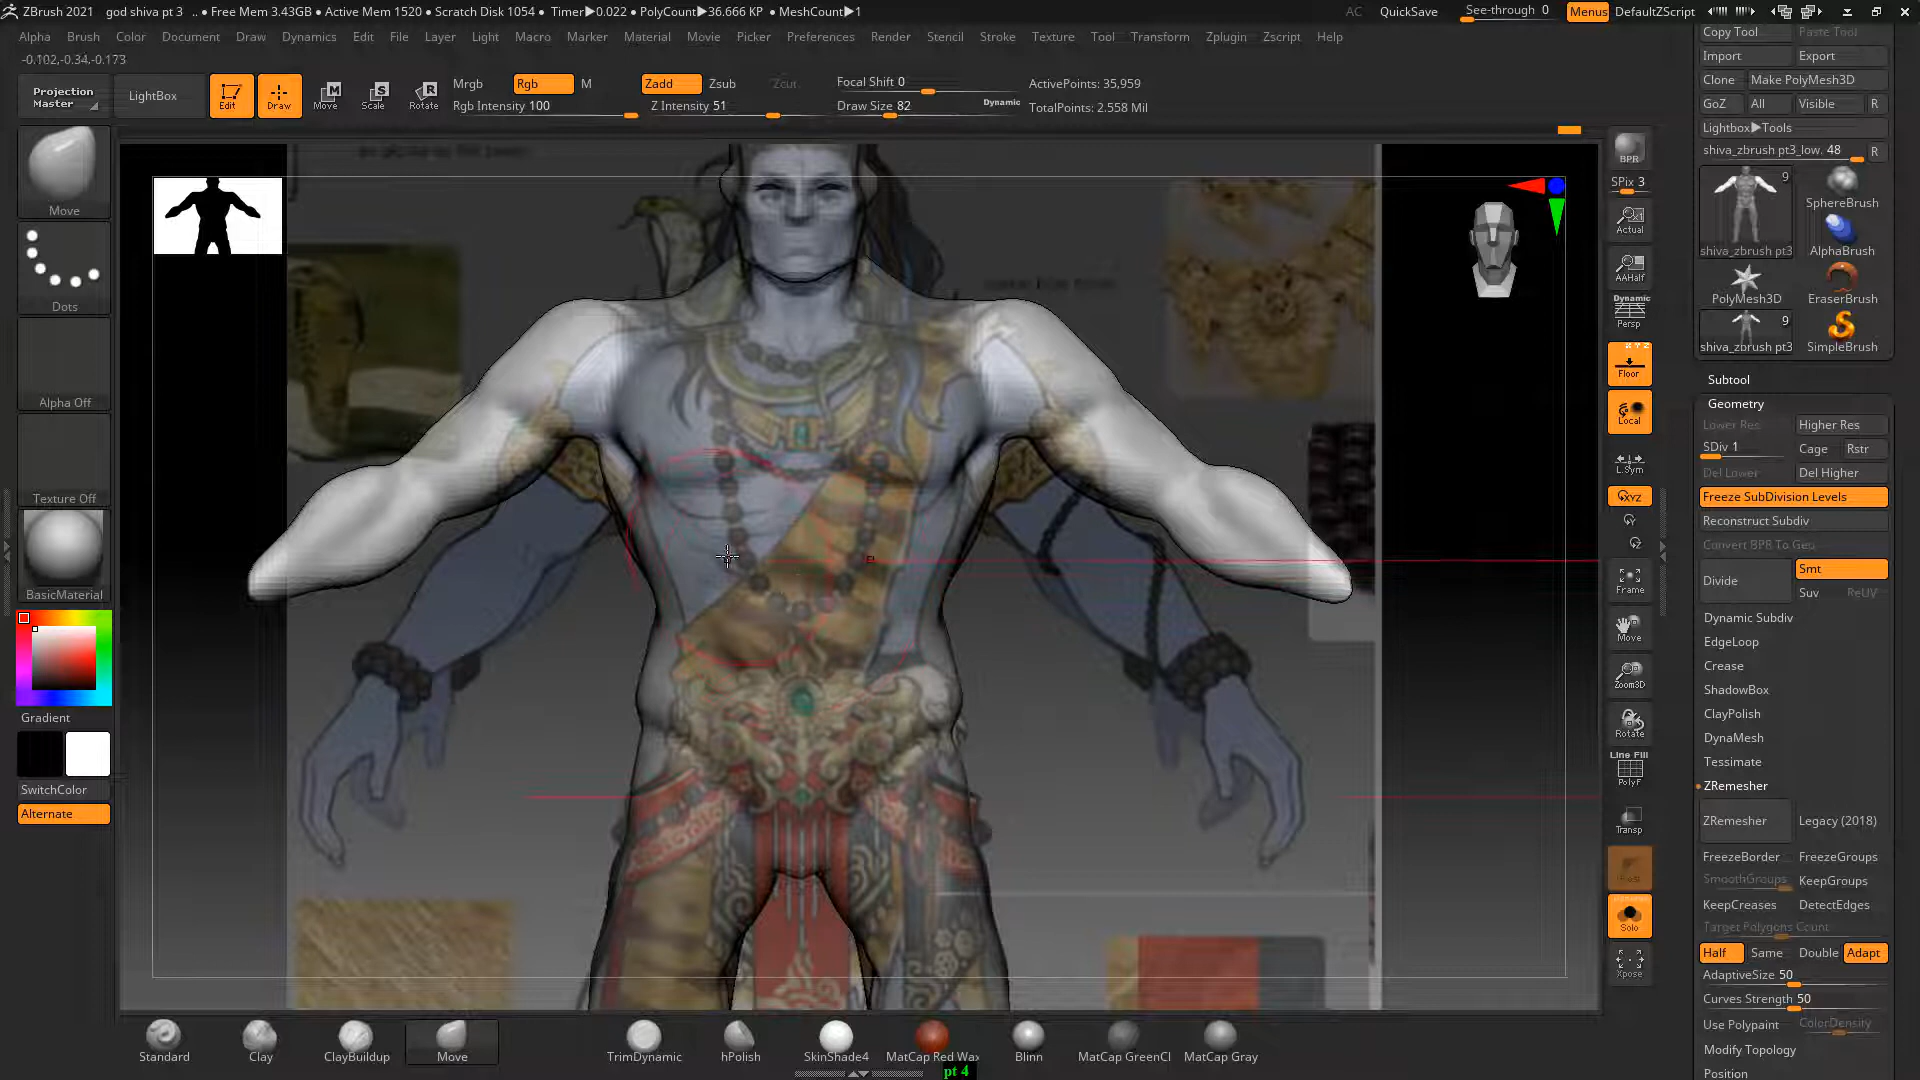 ZBrush 2021 god shiva pt 3 .. • Free Mem 3.43GB • Active Mem 1520 • Scratch Disk 1054 • Timer▶0.022 • PolyCount▶36.666 KP • MeshCount▶1 AC QuickSave See-through 0 Menus DefaultZScript
Alpha Brush Color Document Draw Dynamics Edit File Layer Light Macro Marker Material Movie Picker Preferences Render Stencil Stroke Texture Tool Transform Zplugin Zscript Help
-0.102,-0.34,-0.173
Projection Master
LightBox
Edit
Draw
Move
Scale
Rotate
Mrgb Rgb M
Rgb Intensity 100
Zadd Zsub Zcut
Z Intensity 51
Focal Shift 0
Draw Size 82
Dynamic
ActivePoints: 35,959
TotalPoints: 2.558 Mil
Move
Dots
Alpha Off
Texture Off
BasicMaterial
Gradient
SwitchColor
Alternate
BPR
SPix 3
Actual
AAHalf
Dynamic
Persp
Floor
Local
L.Sym
XYZ
Frame
Move
Zoom3D
Rotate
Line Fill
PolyF
Transp
Solo
Xpose
Copy Tool Paste Tool
Import Export
Clone Make PolyMesh3D
GoZ All Visible R
Lightbox▶Tools
shiva_zbrush pt3_low. 48 R
9
shiva_zbrush pt3
SphereBrush
AlphaBrush
PolyMesh3D
EraserBrush
9
shiva_zbrush pt3
SimpleBrush
Subtool
Geometry
Lower Res Higher Res
SDiv 1 Cage Rstr
Del Lower Del Higher
Freeze SubDivision Levels
Reconstruct Subdiv
Convert BPR To Geo
Divide
Smt
Suv ReUV
Dynamic Subdiv
EdgeLoop
Crease
ShadowBox
ClayPolish
DynaMesh
Tessimate
ZRemesher
ZRemesher Legacy (2018)
FreezeBorder FreezeGroups
SmoothGroups KeepGroups
KeepCreases DetectEdges
Target Polygons Count
Half Same Double Adapt
AdaptiveSize 50
Curves Strength 50
Use Polypaint ColorDensity
Modify Topology
Position
Standard
Clay
ClayBuildup
Move
TrimDynamic
hPolish
SkinShade4
MatCap Red Wax
Blinn
MatCap GreenCl
MatCap Gray
pt 4